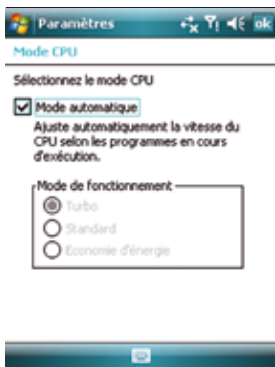 Paramètres ok
Mode CPU
Sélectionnez le mode CPU
Mode automatique
Ajuste automatiquement la vitesse du
CPU selon les programmes en cours
d'exécution.
Mode de fonctionnement
Turbo
Standard
Economie d'énergie